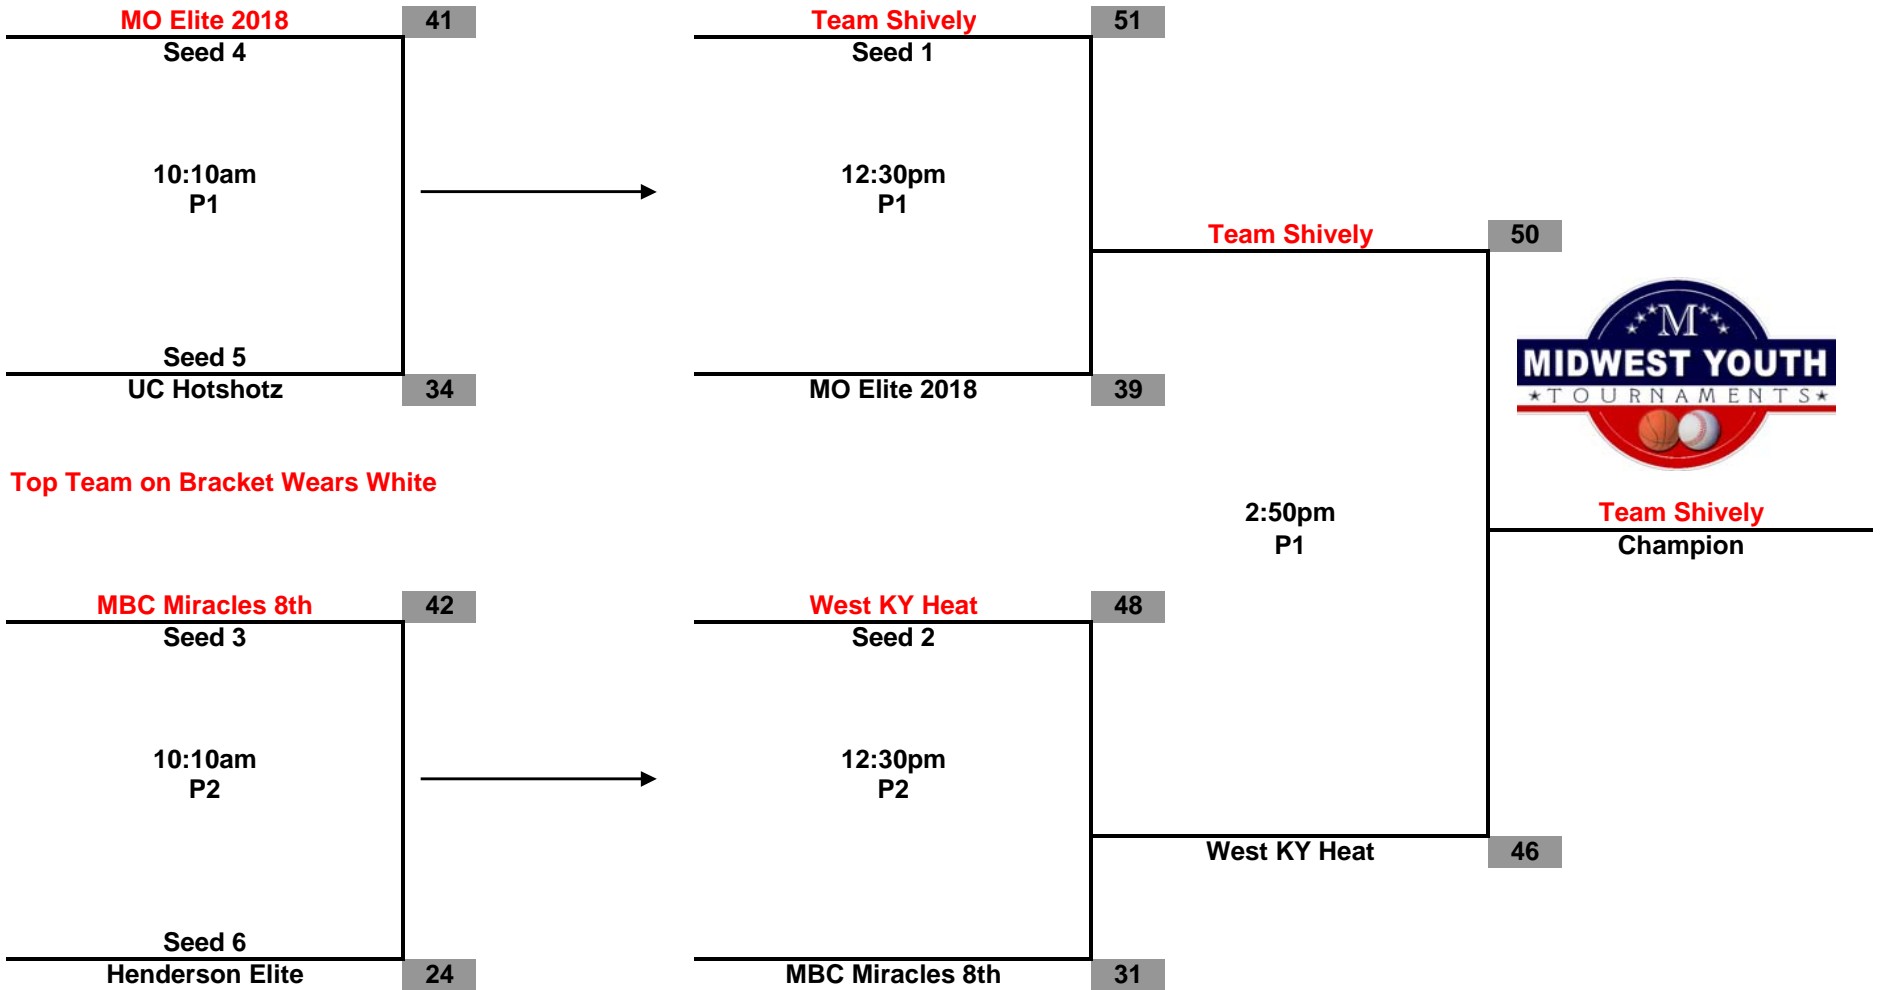 MO Elite 2018 41
Seed 4
10:10am
P1
Seed 5
UC Hotshotz 34
Team Shively 51
Seed 1
12:30pm
P1
MO Elite 2018 39
Team Shively 50
M
MIDWEST YOUTH
TOURNAMENTS
Top Team on Bracket Wears White
2:50pm
P1
Team Shively
Champion
MBC Miracles 8th 42
Seed 3
10:10am
P2
Seed 6
Henderson Elite 24
West KY Heat 48
Seed 2
12:30pm
P2
MBC Miracles 8th 31
West KY Heat 46